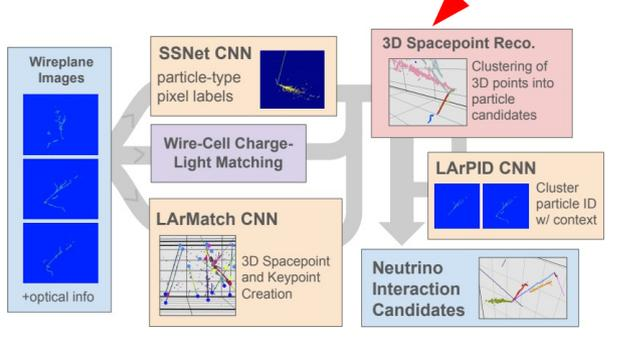 Wireplane
Images
+optical info
SSNet CNN
particle-type
pixel labels
Wire-Cell Charge-
Light Matching
LArMatch CNN
3D Spacepoint
and Keypoint
Creation
3D Spacepoint Reco.
Clustering of
3D points into
particle
candidates
LArPID CNN
Cluster
particle ID
w/ context
Neutrino
Interaction
Candidates